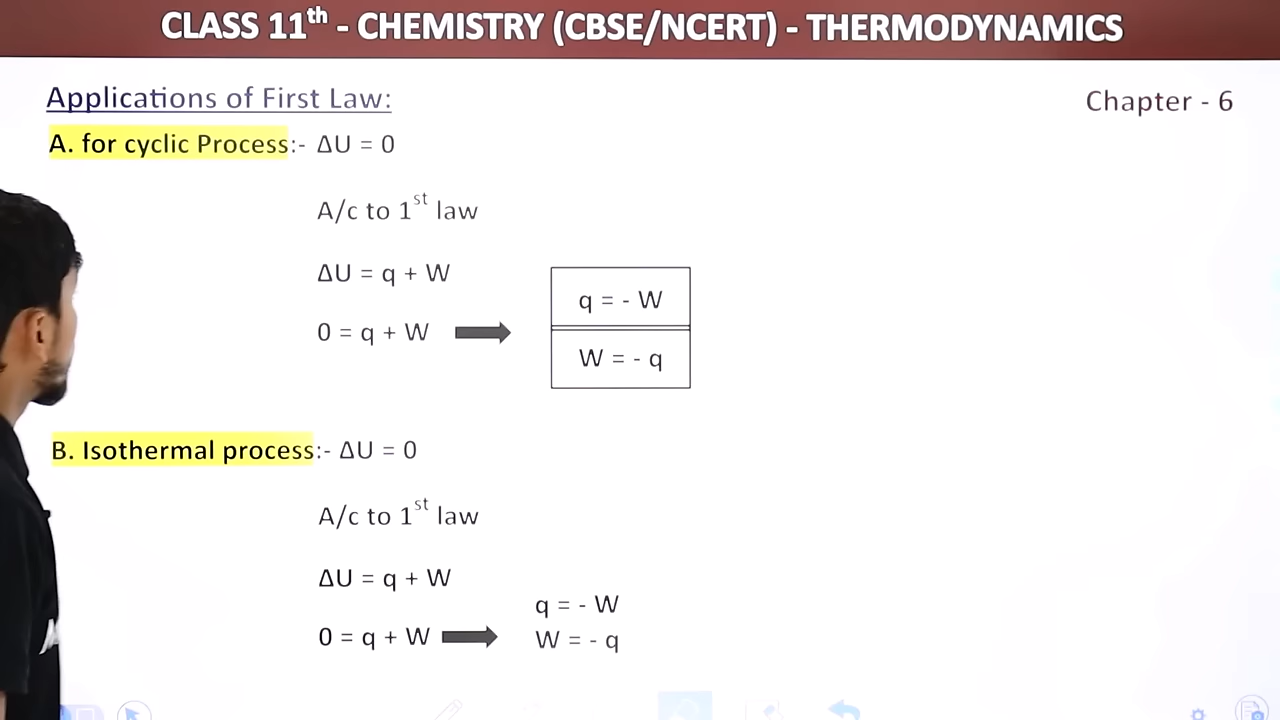 CLASS 11th - CHEMISTRY (CBSE/NCERT) - THERMODYNAMICS
Applications of First Law:
Chapter - 6
A. for cyclic Process:- ΔU = 0
A/c to 1st law
ΔU = q + W
q = - W
0 = q + W
W = - q
B. Isothermal process:- ΔU = 0
A/c to 1st law
ΔU = q + W
q = - W
0 = q + W
W = - q